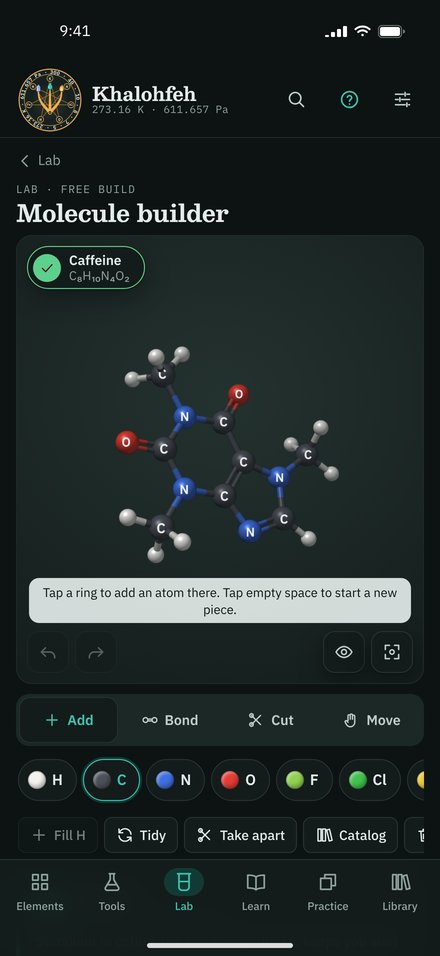 9:41
Khalohfeh
273.16 K · 611.657 Pa
Lab
LAB · FREE BUILD
Molecule builder
Caffeine
C₈H₁₀N₄O₂
C
O
N
C
O
C
C
N
C
N
C
C
N
C
Tap a ring to add an atom there. Tap empty space to start a new
piece.
Add
Bond
Cut
Move
H
C
N
O
F
Cl
Fill H
Tidy
Take apart
Catalog
Elements
Tools
Lab
Learn
Practice
Library